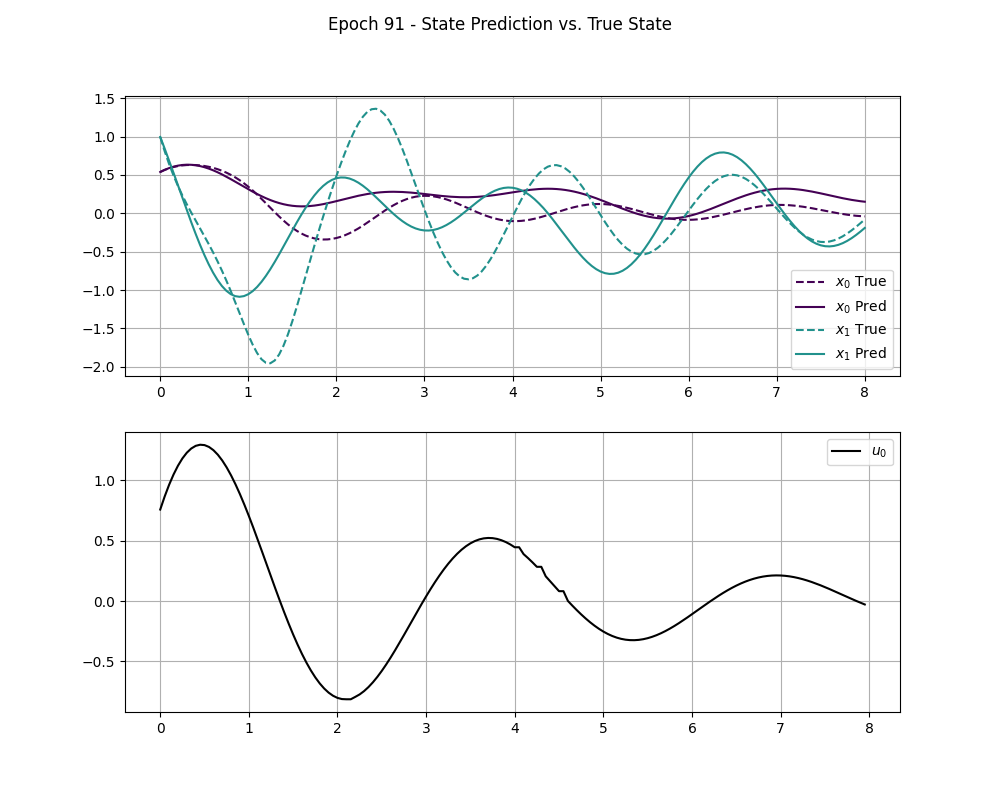 Epoch 91 - State Prediction vs. True State
1.5
1.0
0.5
0.0
−0.5
−1.0
−1.5
−2.0
x₀ True
x₀ Pred
x₁ True
x₁ Pred
0 1 2 3 4 5 6 7 8
u₀
1.0
0.5
0.0
−0.5
0 1 2 3 4 5 6 7 8